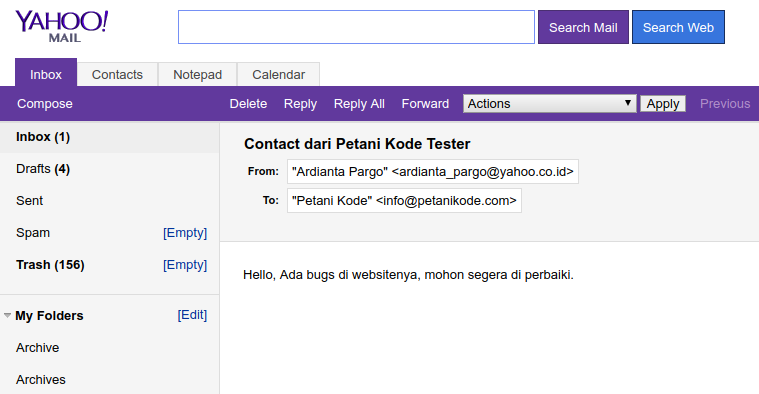 YAHOO!
MAIL
Search Mail Search Web
Inbox Contacts Notepad Calendar
Compose Delete Reply Reply All Forward Actions Apply Previous
Inbox (1)
Drafts (4)
Sent
Spam [Empty]
Trash (156) [Empty]
My Folders [Edit]
Archive
Archives
Contact dari Petani Kode Tester
From: "Ardianta Pargo" <ardianta_pargo@yahoo.co.id>
To: "Petani Kode" <info@petanikode.com>
Hello, Ada bugs di websitenya, mohon segera di perbaiki.